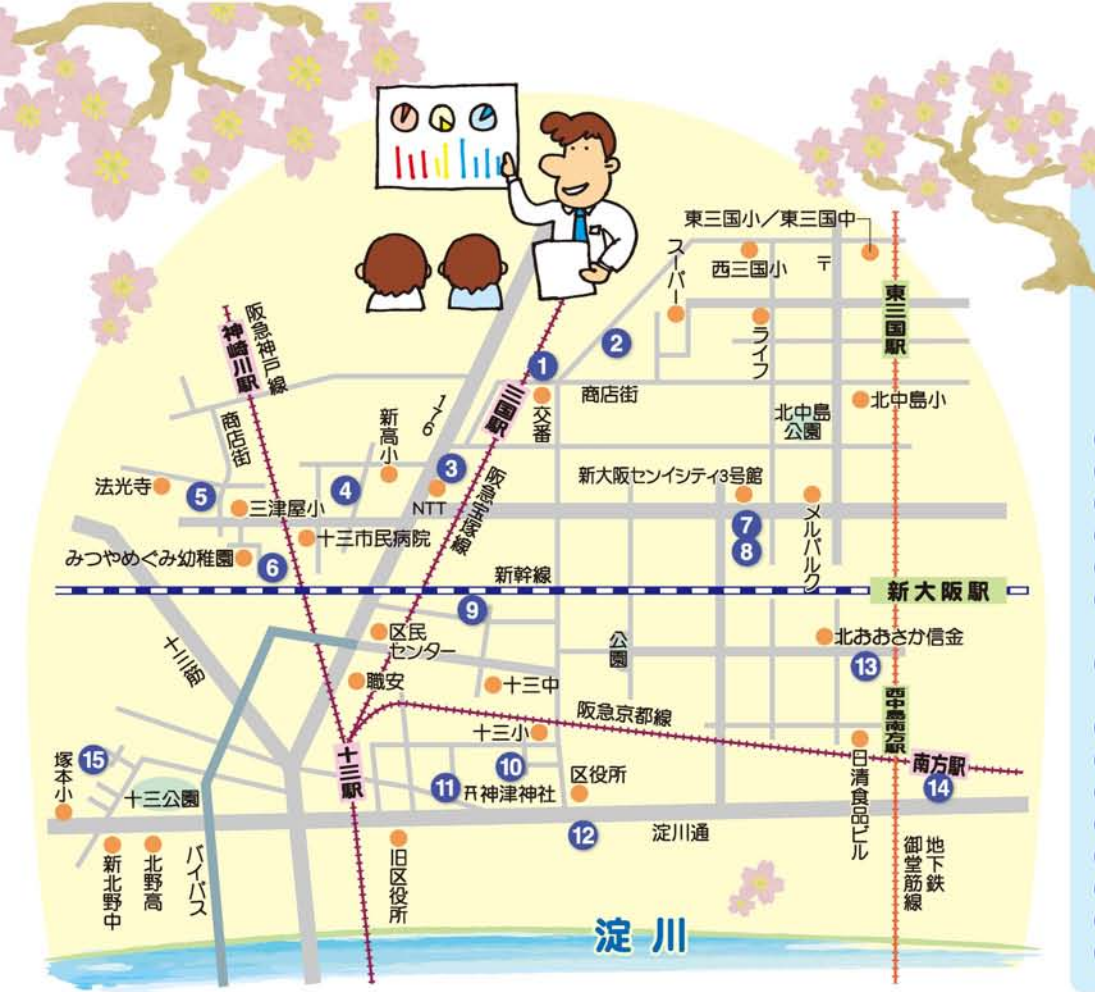 東三国小／東三国中
スーパー
西三国小
〒
東三国駅
ライフ
阪急神戸線
神崎川駅
1
2
三国駅
交番
商店街
北中島小
北中島
公園
176
商店街
新高小
3
4
NTT
阪急宝塚線
新大阪センイシティ3号館
メルパルク
7
8
法光寺
5
三津屋小
十三市民病院
みつやめぐみ幼稚園
6
新幹線
新大阪駅
9
区民
センター
公園
北おおさか信金
13
十三筋
職安
十三中
阪急京都線
西中島南方駅
十三小
日清食品ビル
南方駅
14
十三駅
10
区役所
11
神津神社
塚本小
15
十三公園
12
淀川通
新北野中
北野高
バイパス
旧区役所
地下鉄
御堂筋線
淀川